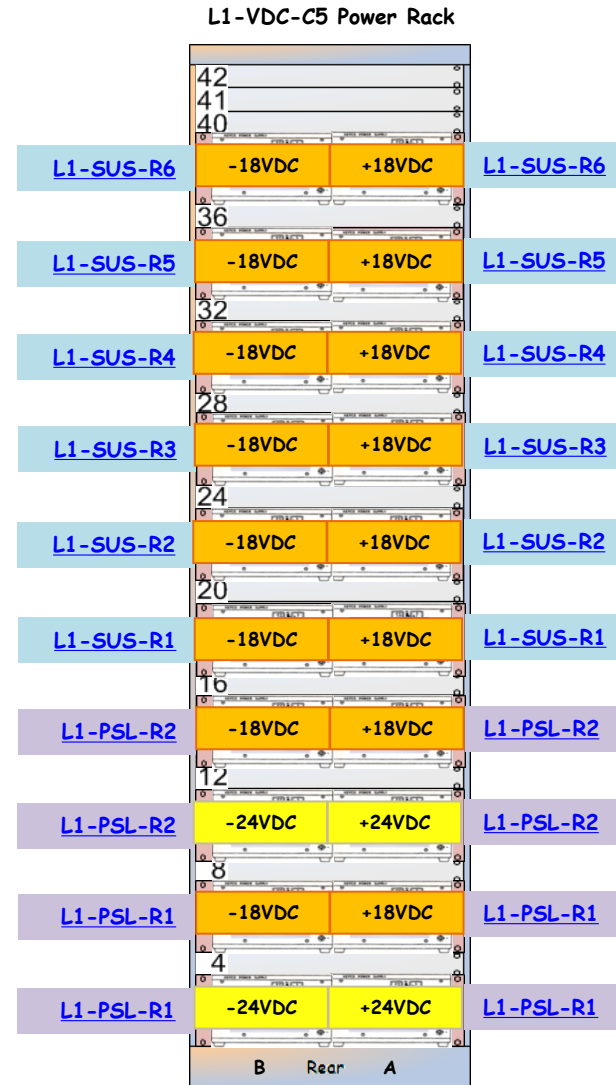 L1-VDC-C5 Power Rack
42
41
40
L1-SUS-R6 -18VDC +18VDC L1-SUS-R6
36
L1-SUS-R5 -18VDC +18VDC L1-SUS-R5
32
L1-SUS-R4 -18VDC +18VDC L1-SUS-R4
28
L1-SUS-R3 -18VDC +18VDC L1-SUS-R3
24
L1-SUS-R2 -18VDC +18VDC L1-SUS-R2
20
L1-SUS-R1 -18VDC +18VDC L1-SUS-R1
16
L1-PSL-R2 -18VDC +18VDC L1-PSL-R2
12
L1-PSL-R2 -24VDC +24VDC L1-PSL-R2
8
L1-PSL-R1 -18VDC +18VDC L1-PSL-R1
4
L1-PSL-R1 -24VDC +24VDC L1-PSL-R1
B Rear A